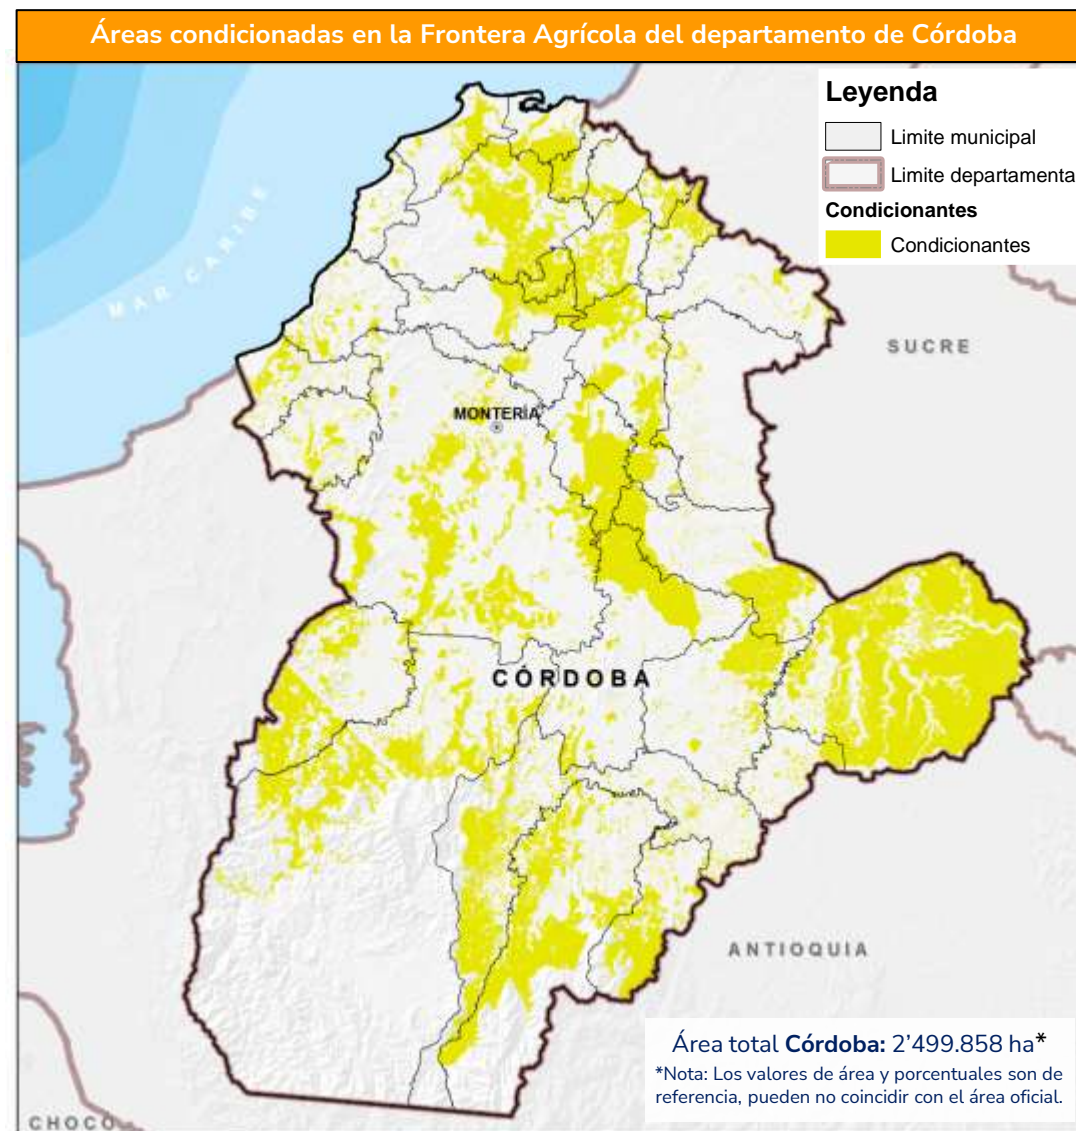 Áreas condicionadas en la Frontera Agrícola del departamento de Córdoba
Leyenda
Limite municipal
Limite departamenta
Condicionantes
Condicionantes
MAR CARIBE
SUCRE
MONTERÍA
CÓRDOBA
ANTIOQUIA
Área total Córdoba: 2’499.858 ha*
*Nota: Los valores de área y porcentuales son de
referencia, pueden no coincidir con el área oficial.
CHOCÓ